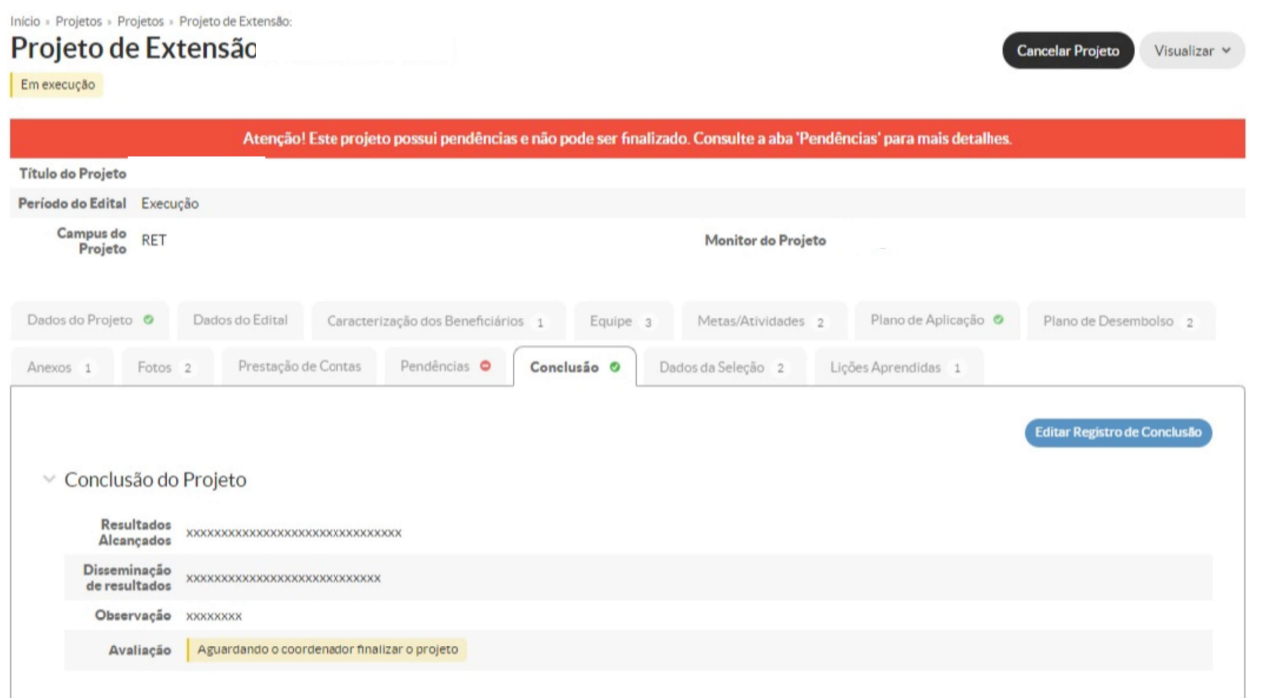 Início » Projetos » Projetos » Projeto de Extensão:
Projeto de Extensão
Cancelar Projeto Visualizar
Em execução
Atenção! Este projeto possui pendências e não pode ser finalizado. Consulte a aba 'Pendências' para mais detalhes.
Título do Projeto
Período do Edital Execução
Campus do
Projeto RET Monitor do Projeto
Dados do Projeto Dados do Edital Caracterização dos Beneficiários 1 Equipe 3 Metas/Atividades 2 Plano de Aplicação Plano de Desembolso 2
Anexos 1 Fotos 2 Prestação de Contas Pendências Conclusão Dados da Seleção 2 Lições Aprendidas 1
Editar Registro de Conclusão
Conclusão do Projeto
Resultados
Alcançados xxxxxxxxxxxxxxxxxxxxxxxxxxxxxxx
Disseminação
de resultados xxxxxxxxxxxxxxxxxxxxxxxxxxxx
Observação xxxxxxxx
Avaliação Aguardando o coordenador finalizar o projeto